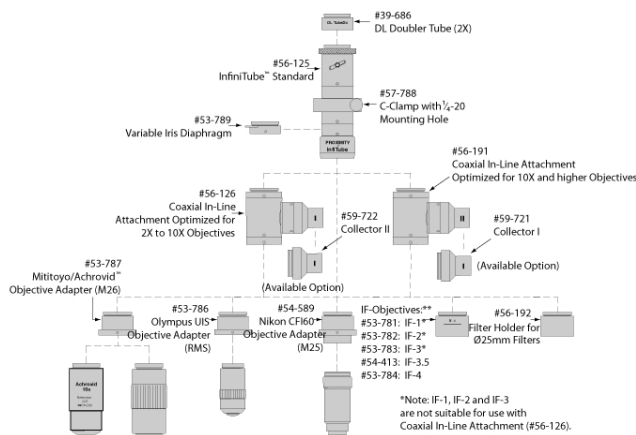 #39-686
DL Doubler Tube (2X)
#56-125
InfiniTube™ Standard
#57-788
C-Clamp with ¼-20
Mounting Hole
#53-789
Variable Iris Diaphragm
PROXIMITY
InfiniTube
#56-191
Coaxial In-Line Attachment
Optimized for 10X and higher Objectives
#56-126
Coaxial In-Line
Attachment Optimized for
2X to 10X Objectives
I
II
#59-722
Collector II
#59-721
Collector I
I
I
(Available Option)
(Available Option)
#53-787
Mititoyo/Achrovid™
Objective Adapter (M26)
#53-786
Olympus UIS
Objective Adapter
(RMS)
#54-589
Nikon CFI60
Objective Adapter
(M25)
IF-Objectives:**
#53-781: IF-1*
#53-782: IF-2*
#53-783: IF-3*
#54-413: IF-3.5
#53-784: IF-4
#56-192
Filter Holder for
Ø25mm Filters
Achrovid
*Note: IF-1, IF-2 and IF-3
are not suitable for use with
Coaxial In-Line Attachment (#56-126).